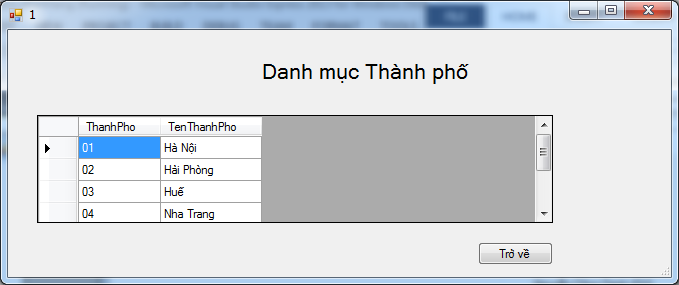 1
Danh mục Thành phố
ThanhPho TenThanhPho
01 Hà Nội
02 Hải Phòng
03 Huế
04 Nha Trang
Trở về